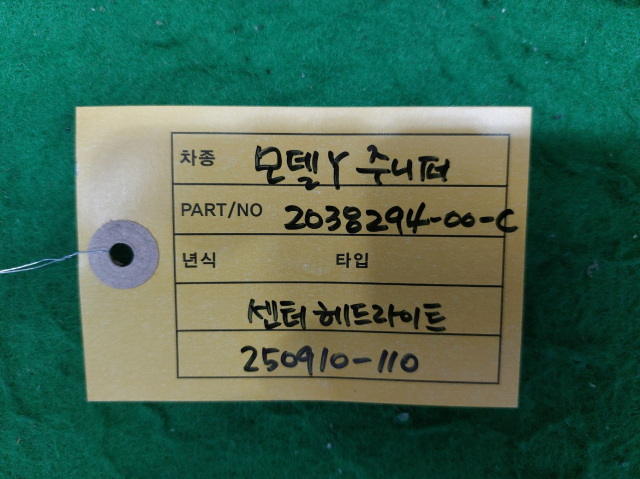 차종 모델Y 주니퍼
PART/NO 2038294-00-C
년식 타입
센터 헤드라이트
250910-110